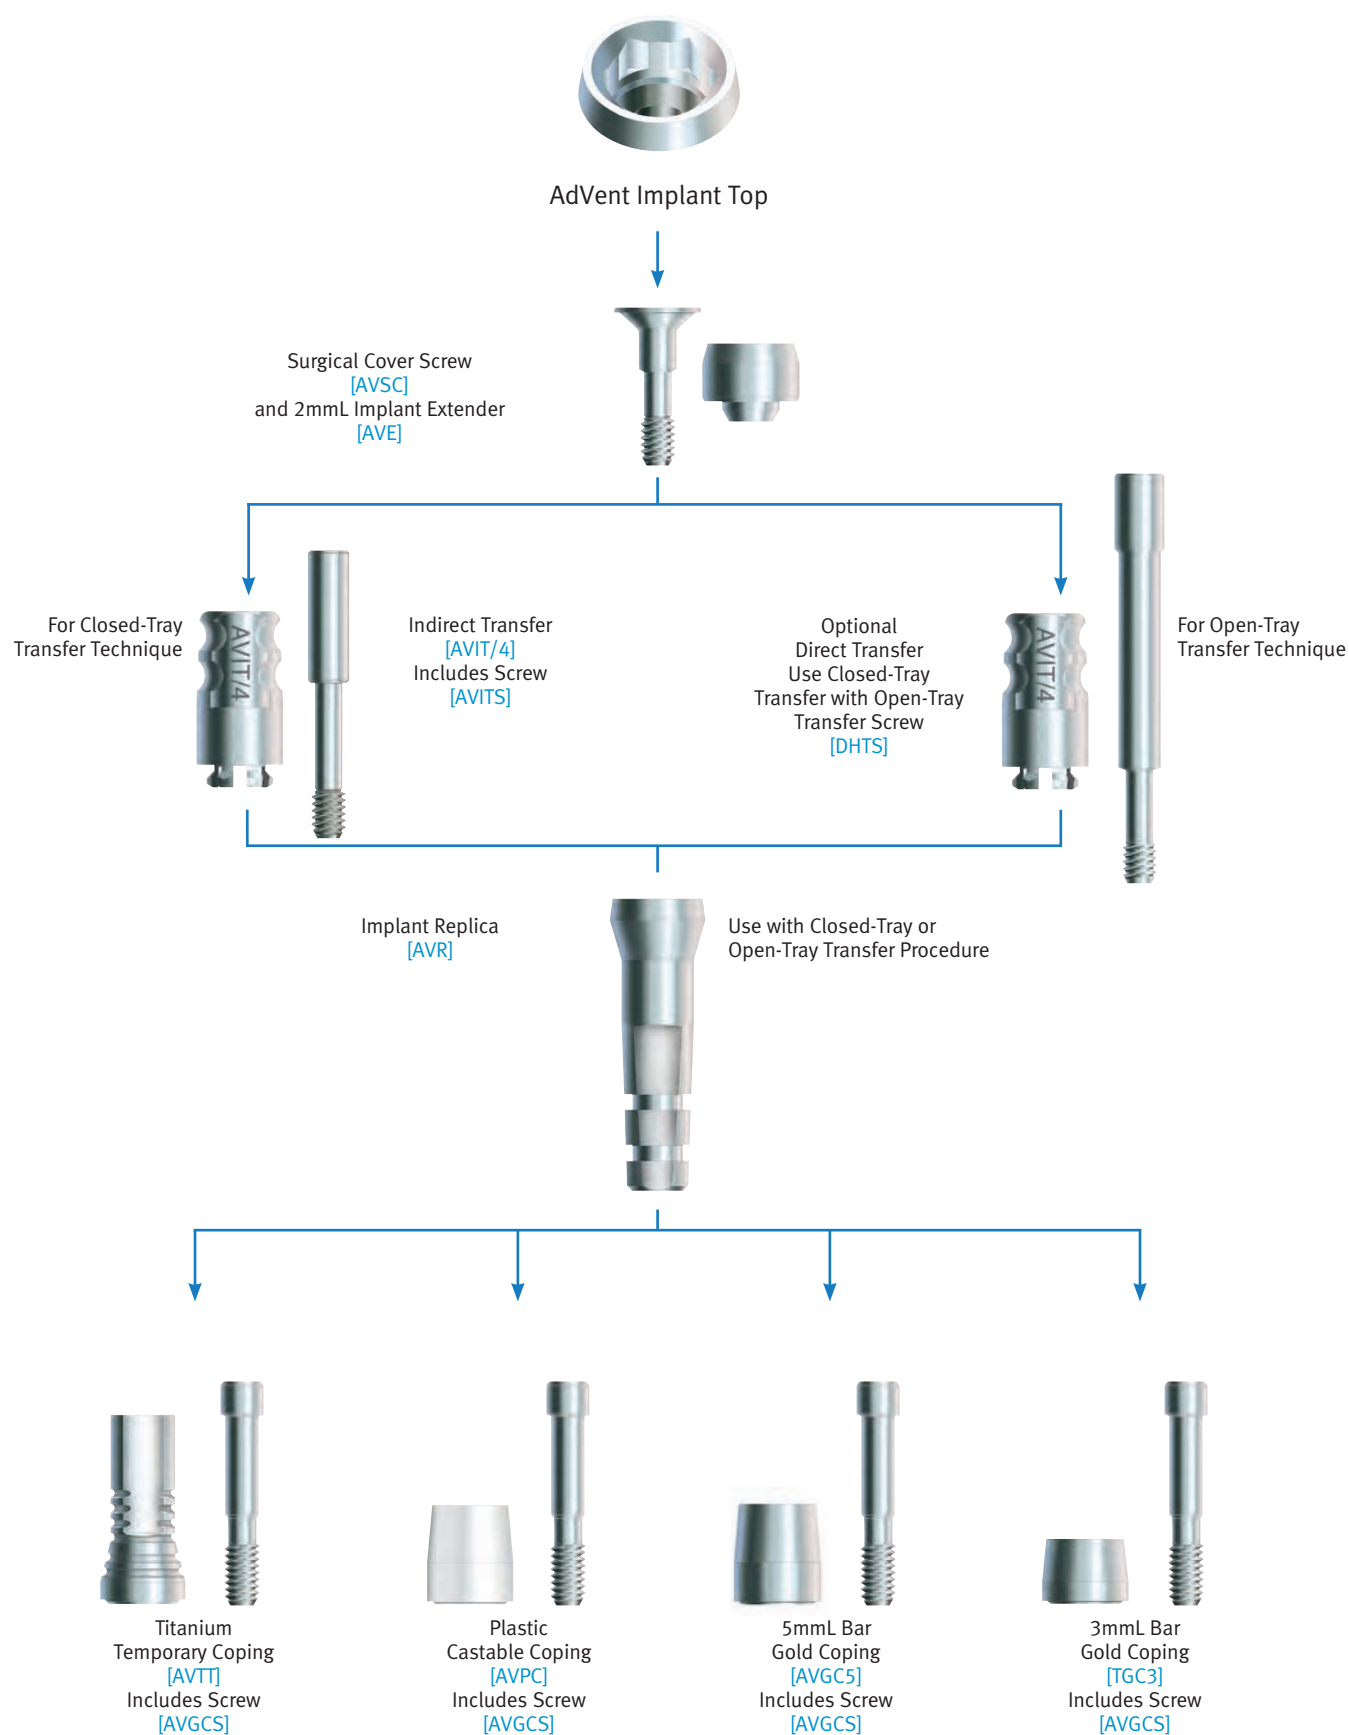 AdVent Implant Top
Surgical Cover Screw
[AVSC]
and 2mmL Implant Extender
[AVE]
For Closed-Tray
Transfer Technique
AVIT/4
Indirect Transfer
[AVIT/4]
Includes Screw
[AVITS]
Optional
Direct Transfer
Use Closed-Tray
Transfer with Open-Tray
Transfer Screw
[DHTS]
AVIT/4
For Open-Tray
Transfer Technique
Implant Replica
[AVR]
Use with Closed-Tray or
Open-Tray Transfer Procedure
Titanium
Temporary Coping
[AVTT]
Includes Screw
[AVGCS]
Plastic
Castable Coping
[AVPC]
Includes Screw
[AVGCS]
5mmL Bar
Gold Coping
[AVGC5]
Includes Screw
[AVGCS]
3mmL Bar
Gold Coping
[TGC3]
Includes Screw
[AVGCS]